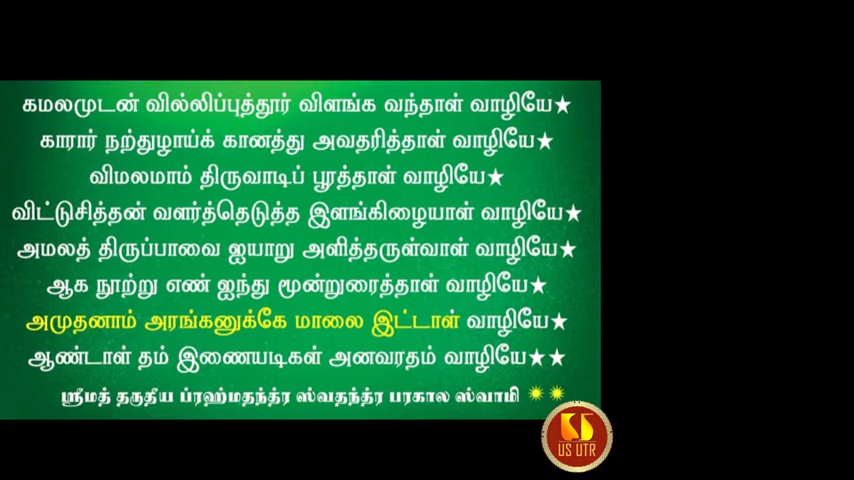 கமலமுடன் வில்லிப்புத்தூர் விளங்க வந்தாள் வாழியே★
காரார் நற்துழாய்க் கானத்து அவதரித்தாள் வாழியே★
விமலமாம் திருவாடிப் பூரத்தாள் வாழியே★
விட்டுசித்தன் வளர்த்தெடுத்த இளங்கிழையாள் வாழியே★
அமலத் திருப்பாவை ஐயாறு அளித்தருள்வாள் வாழியே★
ஆக நூற்று எண் ஐந்து மூன்றுரைத்தாள் வாழியே★
அமுதனாம் அரங்கனுக்கே மாலை இட்டாள் வாழியே★
ஆண்டாள் தம் இணையடிகள் அனவரதம் வாழியே★★
ஸ்ரீமத் தருதீய ப்ரஹ்மதந்த்ர ஸ்வதந்த்ர பரகால ஸ்வாமி
US UTR